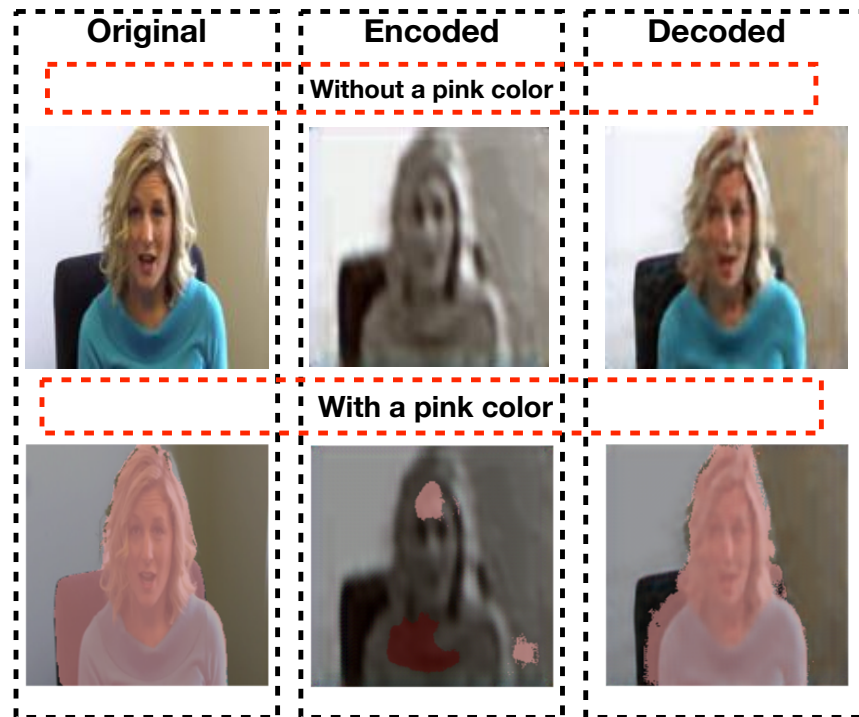 Original
Encoded
Decoded
Without a pink color
With a pink color